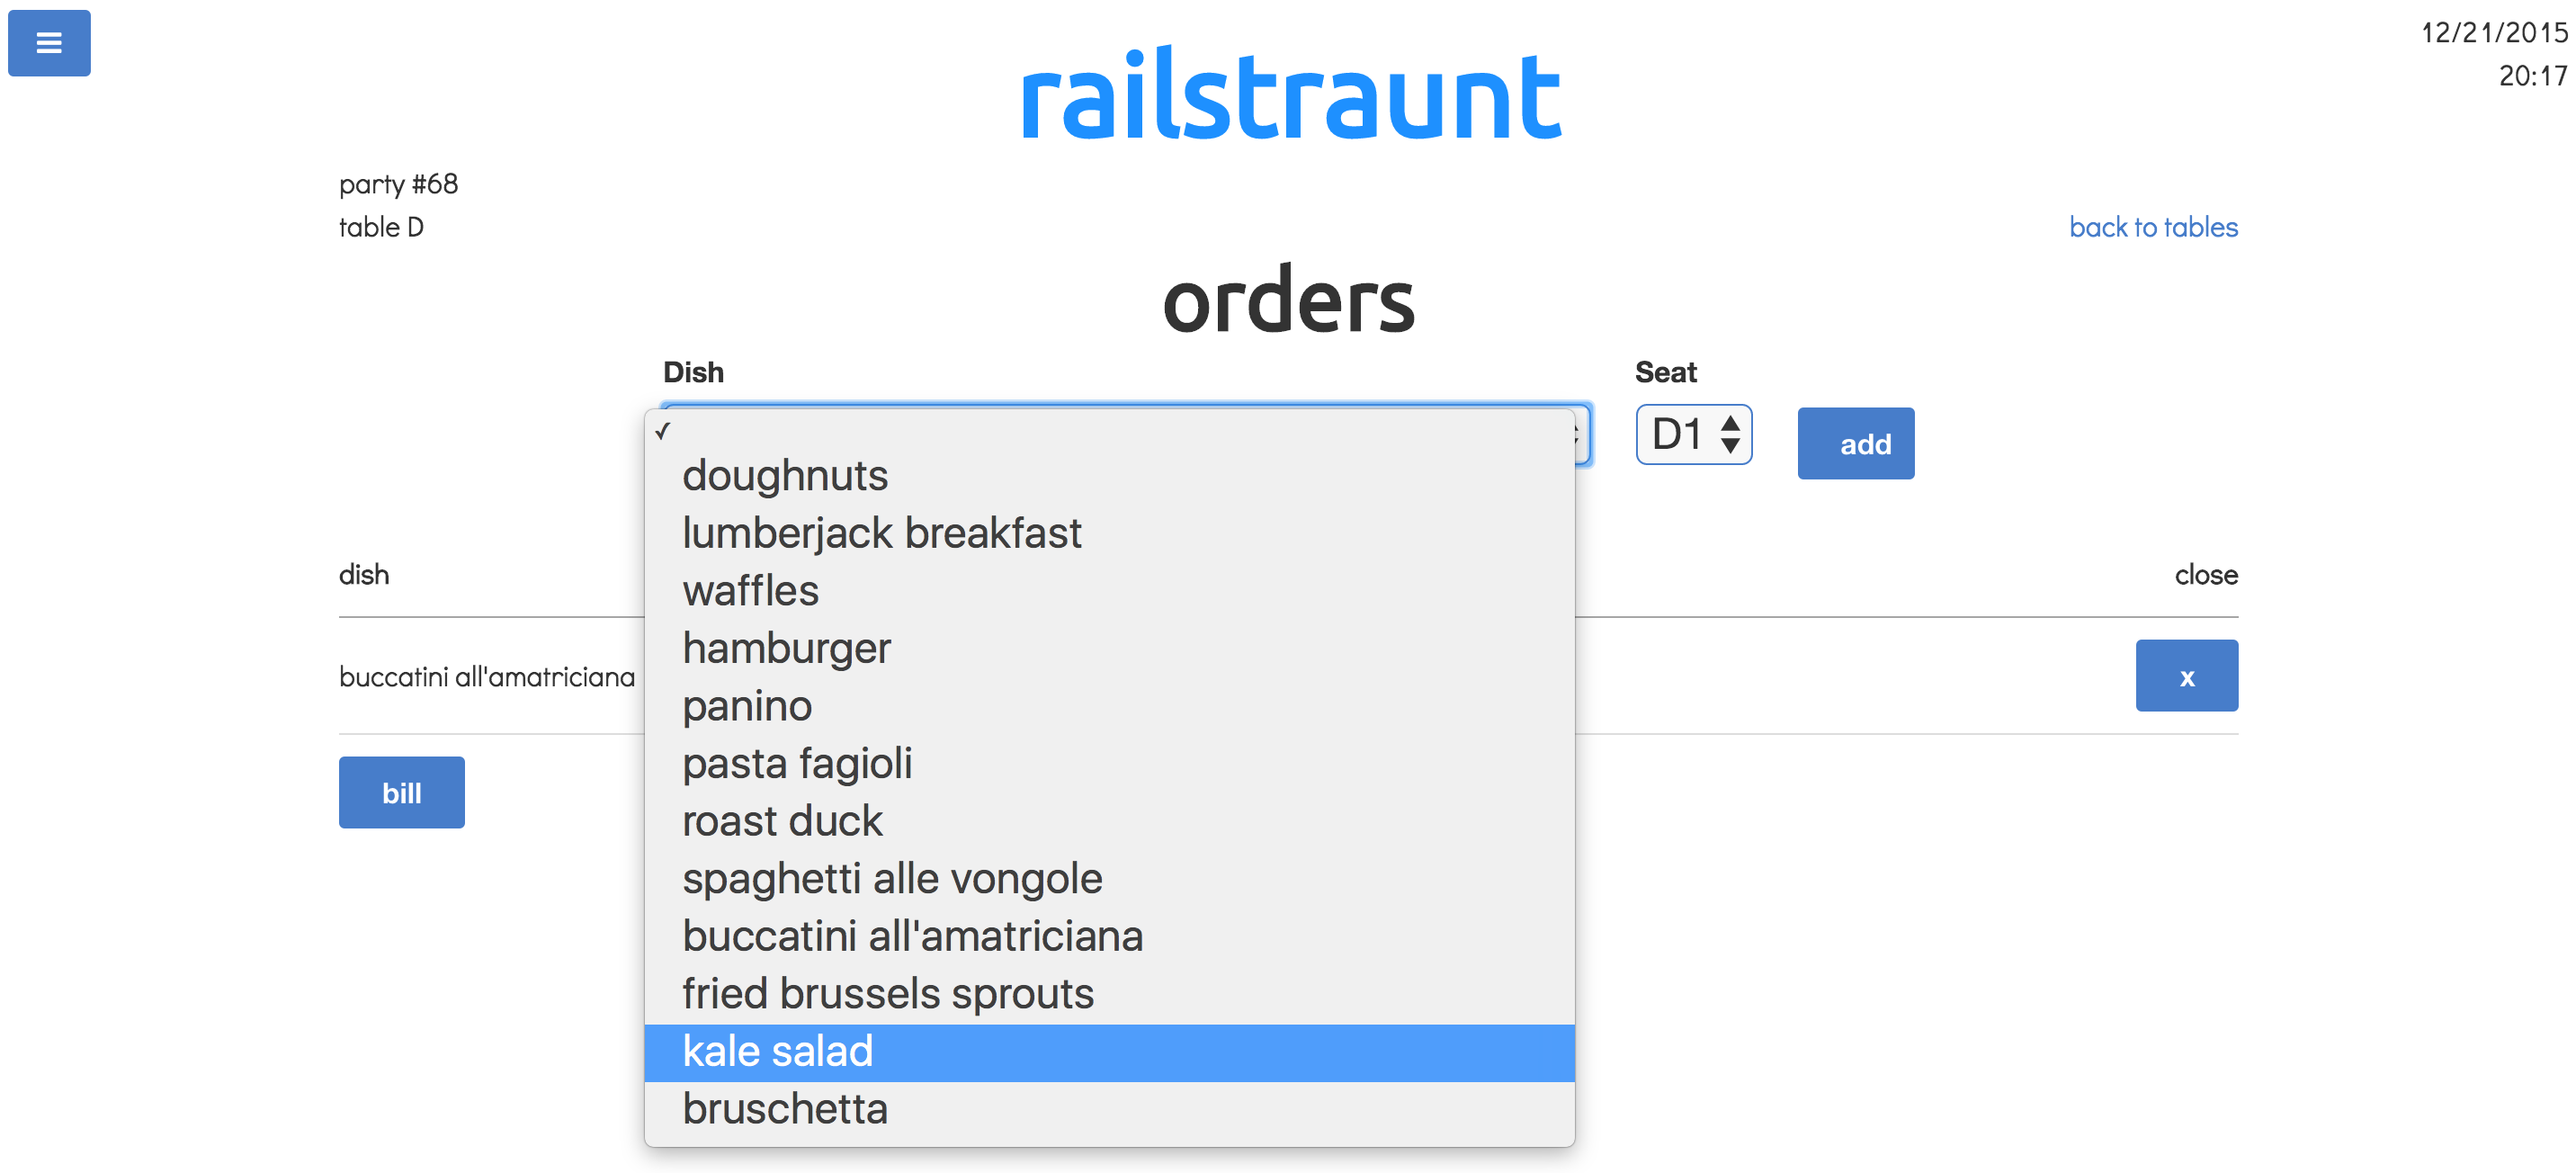 12/21/2015
20:17
railstraunt
party #68
table D
back to tables
orders
Dish
Seat
D1
add
doughnuts
lumberjack breakfast
waffles
hamburger
panino
pasta fagioli
roast duck
spaghetti alle vongole
buccatini all'amatriciana
fried brussels sprouts
kale salad
bruschetta
dish
close
buccatini all'amatriciana
x
bill